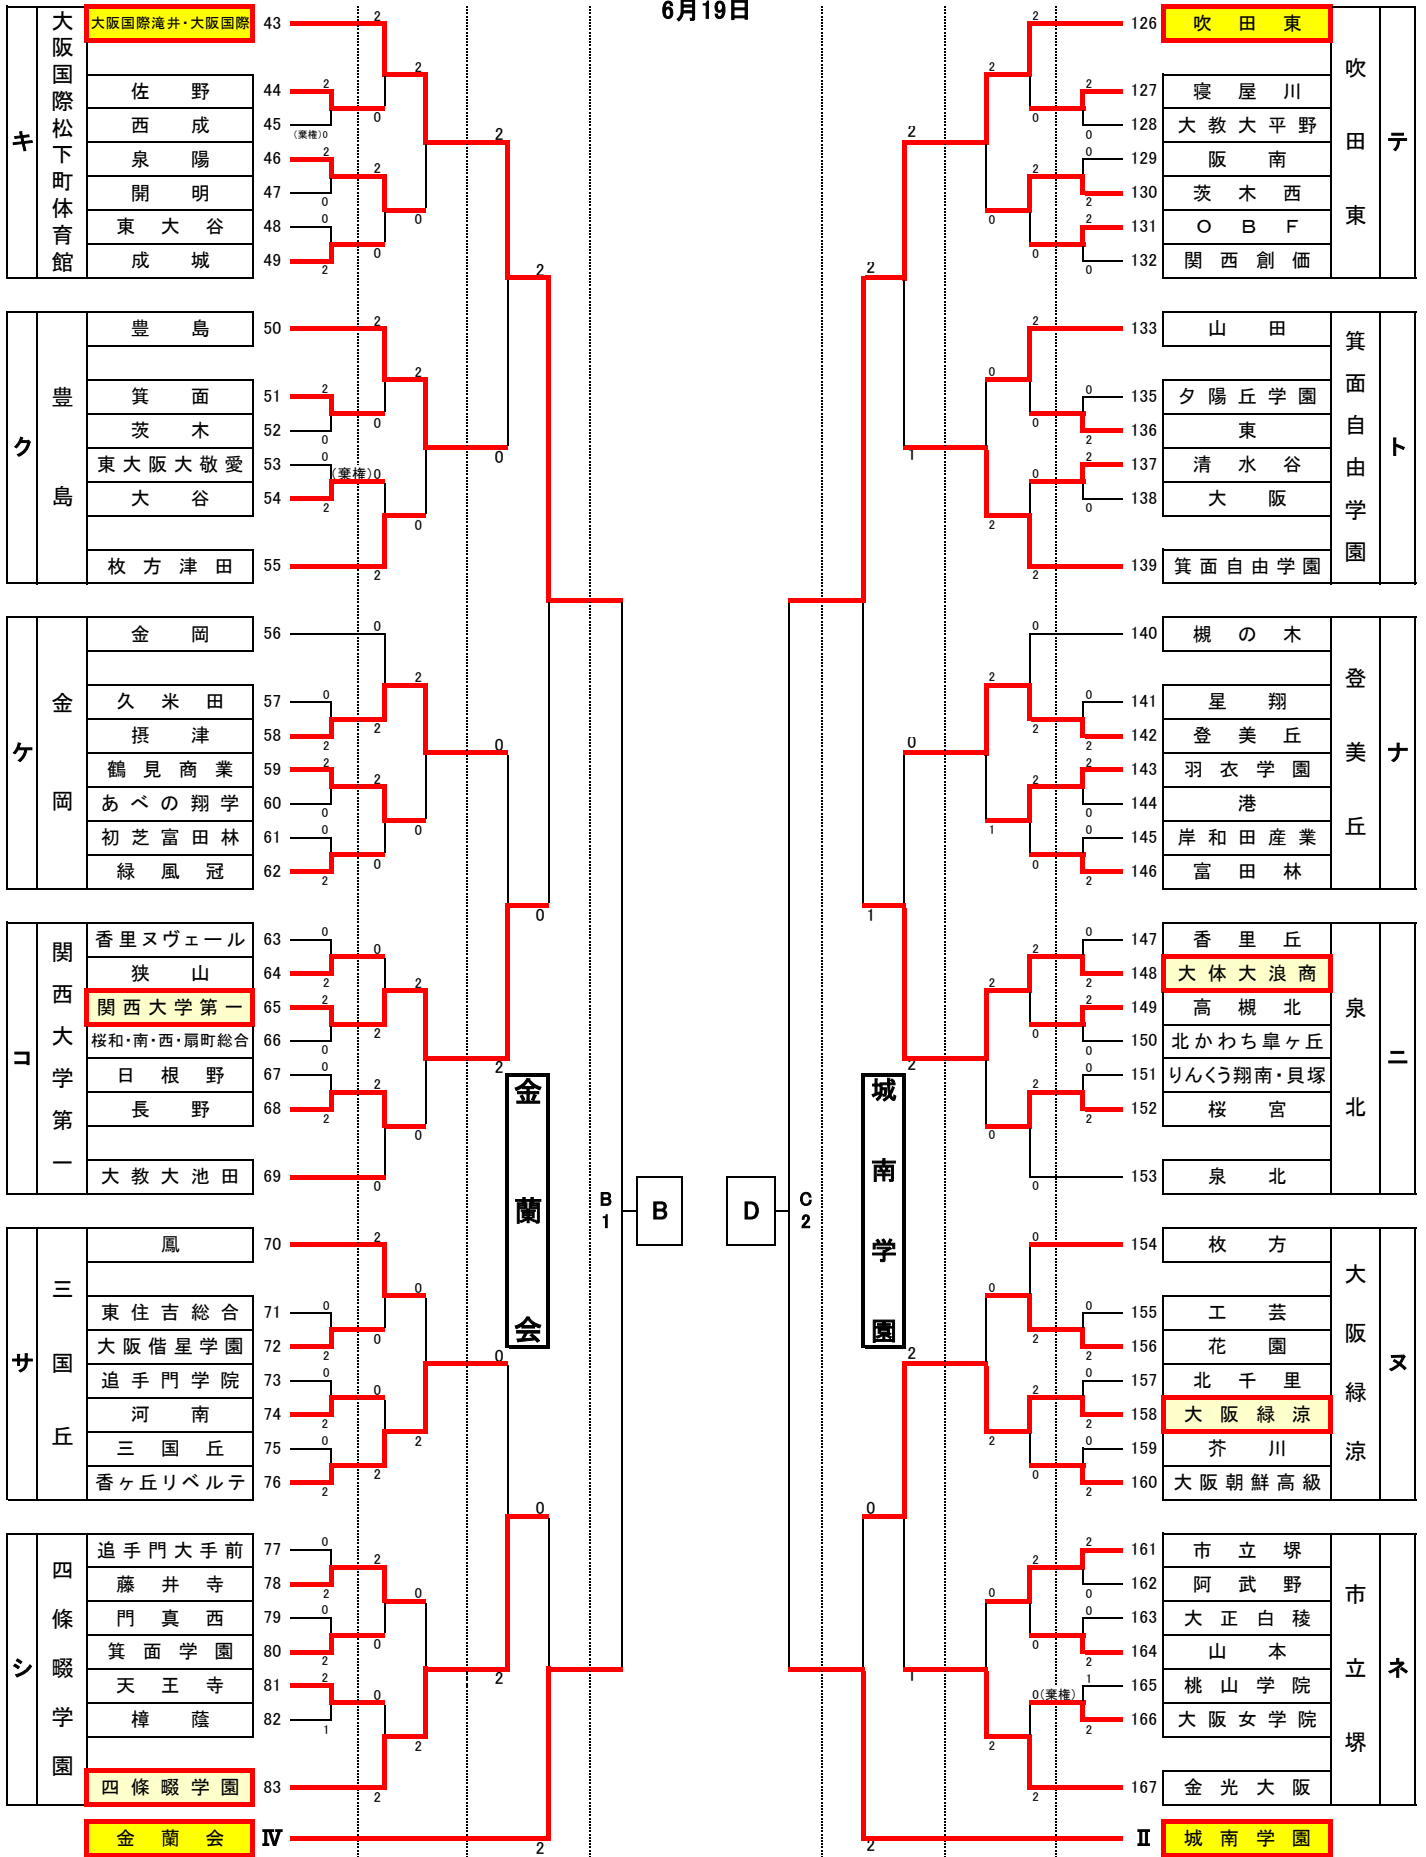 6月19日
キ
大阪国際松下町体育館
大阪国際滝井・大阪国際 43
佐野 44
西成 45
泉陽 46
開明 47
東大谷 48
成城 49
(棄権)0
ク
豊島
豊島 50
箕面 51
茨木 52
東大阪大敬愛 53
大谷 54
枚方津田 55
(棄権)0
ケ
金岡
金岡 56
久米田 57
摂津 58
鶴見商業 59
あべの翔学 60
初芝富田林 61
緑風冠 62
コ
関西大学第一
香里ヌヴェール 63
狭山 64
関西大学第一 65
桜和・南・西・扇町総合 66
日根野 67
長野 68
大教大池田 69
サ
三国丘
鳳 70
東住吉総合 71
大阪偕星学園 72
追手門学院 73
河南 74
三国丘 75
香ヶ丘リベルテ 76
シ
四條畷学園
追手門大手前 77
藤井寺 78
門真西 79
箕面学園 80
天王寺 81
樟蔭 82
四條畷学園 83
金蘭会 Ⅳ
金蘭会
B1
B
D
C2
城南学園
126 吹田東
127 寝屋川
128 大教大平野
129 阪南
130 茨木西
131 OBF
132 関西創価
吹田東
テ
133 山田
135 夕陽丘学園
136 東
137 清水谷
138 大阪
139 箕面自由学園
箕面自由学園
ト
140 槻の木
141 星翔
142 登美丘
143 羽衣学園
144 港
145 岸和田産業
146 富田林
登美丘
ナ
147 香里丘
148 大体大浪商
149 高槻北
150 北かわち皐ヶ丘
151 りんくう翔南・貝塚
152 桜宮
153 泉北
泉北
ニ
154 枚方
155 工芸
156 花園
157 北千里
158 大阪緑涼
159 芥川
160 大阪朝鮮高級
大阪緑涼
ヌ
161 市立堺
162 阿武野
163 大正白稜
164 山本
165 桃山学院
166 大阪女学院
167 金光大阪
0(棄権)
市立堺
ネ
Ⅱ 城南学園